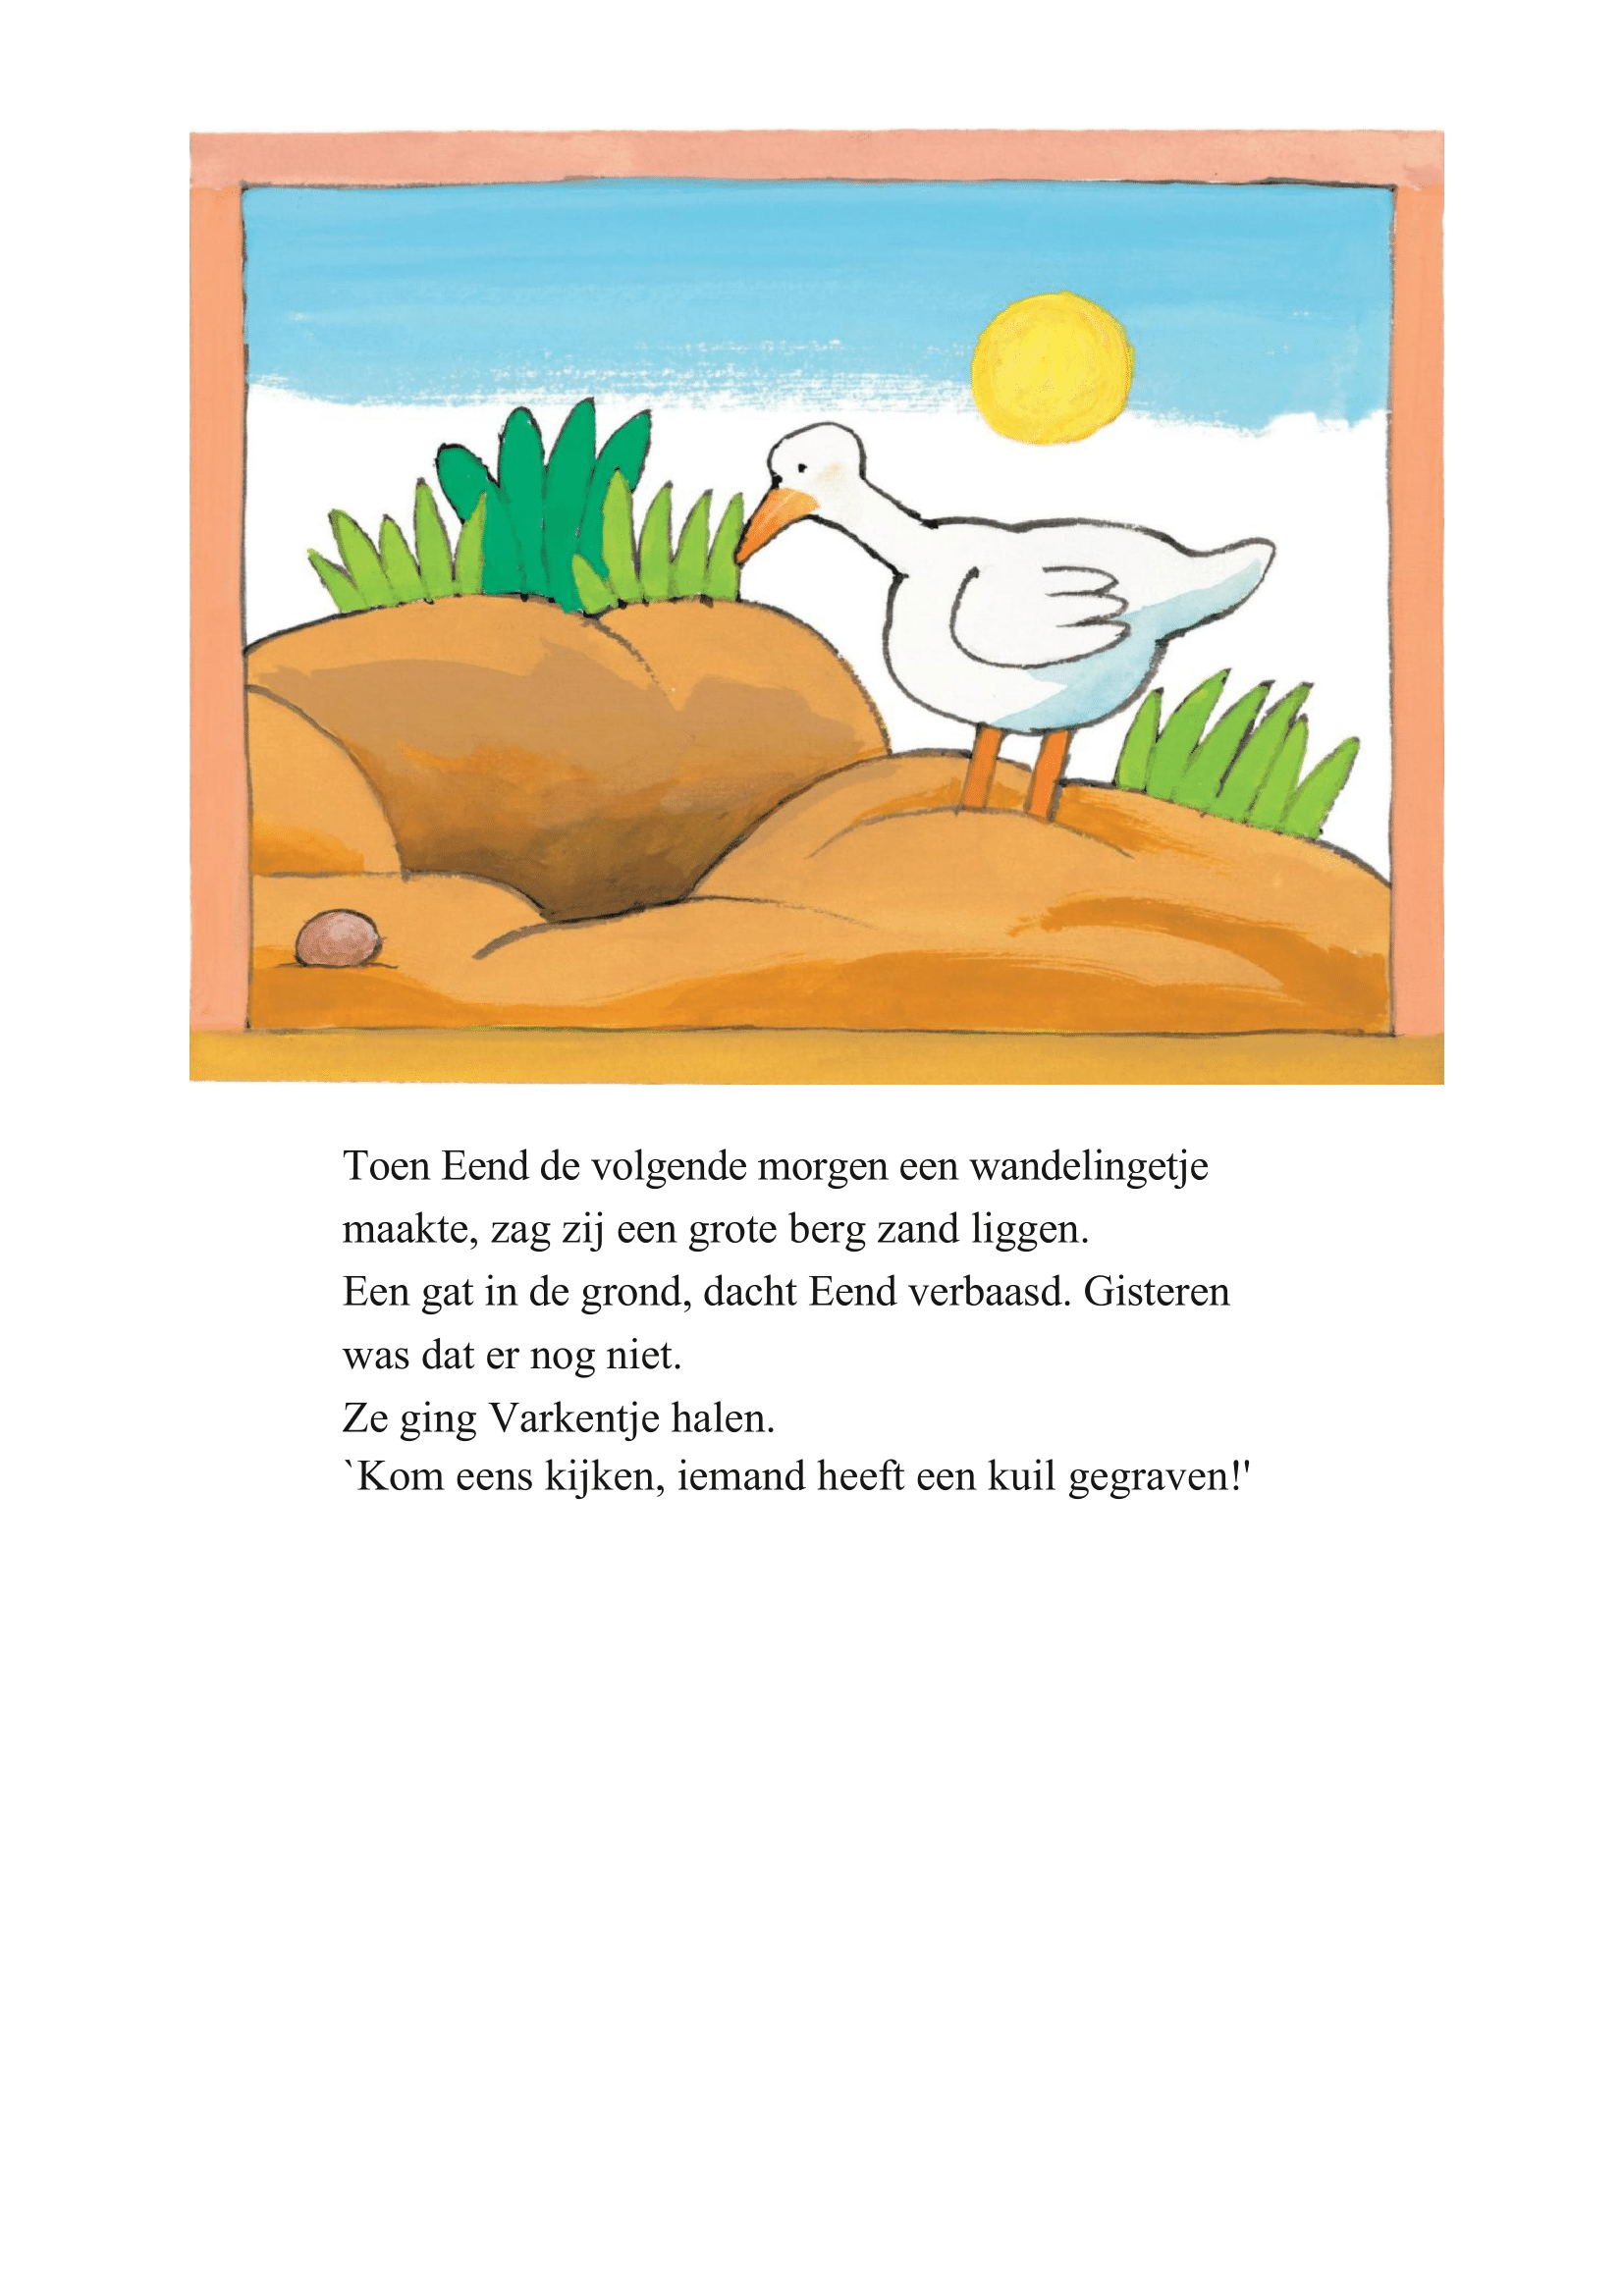 Toen Eend de volgende morgen een wandelingetje
maakte, zag zij een grote berg zand liggen.
Een gat in de grond, dacht Eend verbaasd. Gisteren
was dat er nog niet.
Ze ging Varkentje halen.
`Kom eens kijken, iemand heeft een kuil gegraven!'